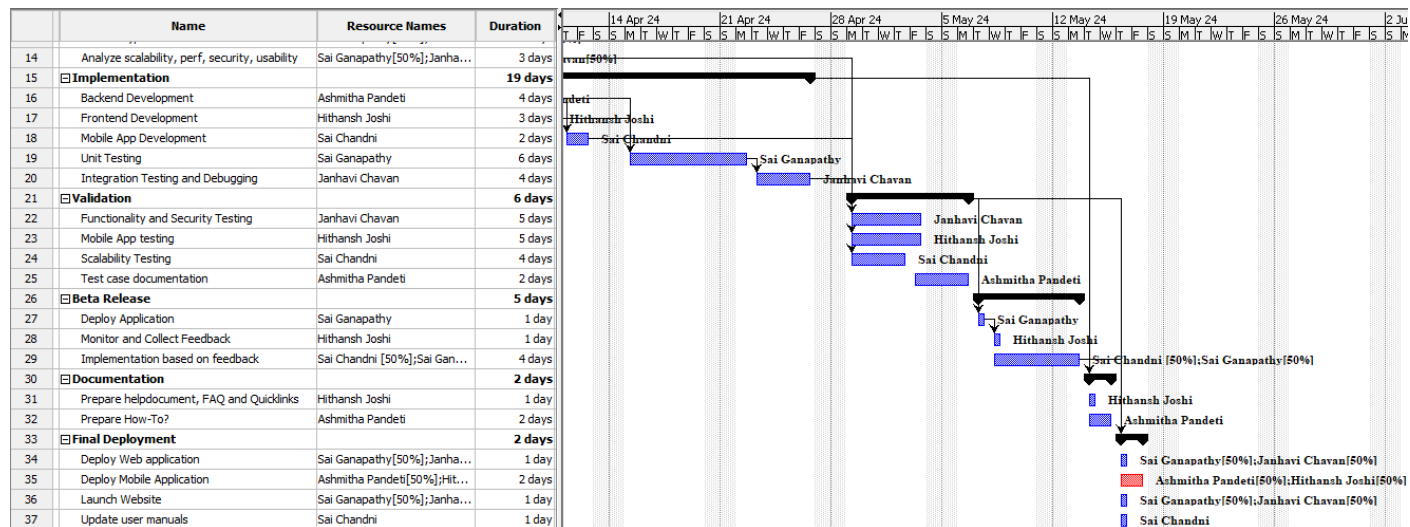 Name Resource Names Duration 14 Apr 24 21 Apr 24 28 Apr 24 5 May 24 12 May 24 19 May 24 26 May 24 2 Ju
T F S S M T W T F S S M T W T F S S M T W T F S S M T W T F S S M T W T F S S M T W T F S S M T W T F S S M
14 Analyze scalability, perf, security, usability Sai Ganapathy[50%];Janha... 3 days avan[50%]
15 Implementation 19 days
16 Backend Development Ashmitha Pandeti 4 days ndeti
17 Frontend Development Hithansh Joshi 3 days Hithansh Joshi
18 Mobile App Development Sai Chandni 2 days Sai Chandni
19 Unit Testing Sai Ganapathy 6 days Sai Ganapathy
20 Integration Testing and Debugging Janhavi Chavan 4 days Janhavi Chavan
21 Validation 6 days
22 Functionality and Security Testing Janhavi Chavan 5 days Janhavi Chavan
23 Mobile App testing Hithansh Joshi 5 days Hithansh Joshi
24 Scalability Testing Sai Chandni 4 days Sai Chandni
25 Test case documentation Ashmitha Pandeti 2 days Ashmitha Pandeti
26 Beta Release 5 days
27 Deploy Application Sai Ganapathy 1 day Sai Ganapathy
28 Monitor and Collect Feedback Hithansh Joshi 1 day Hithansh Joshi
29 Implementation based on feedback Sai Chandni [50%];Sai Gan... 4 days Sai Chandni [50%];Sai Ganapathy[50%]
30 Documentation 2 days
31 Prepare helpdocument, FAQ and Quicklinks Hithansh Joshi 1 day Hithansh Joshi
32 Prepare How-To? Ashmitha Pandeti 2 days Ashmitha Pandeti
33 Final Deployment 2 days
34 Deploy Web application Sai Ganapathy[50%];Janha... 1 day Sai Ganapathy[50%];Janhavi Chavan[50%]
35 Deploy Mobile Application Ashmitha Pandeti[50%];Hit... 2 days Ashmitha Pandeti[50%];Hithansh Joshi[50%]
36 Launch Website Sai Ganapathy[50%];Janha... 1 day Sai Ganapathy[50%];Janhavi Chavan[50%]
37 Update user manuals Sai Chandni 1 day Sai Chandni